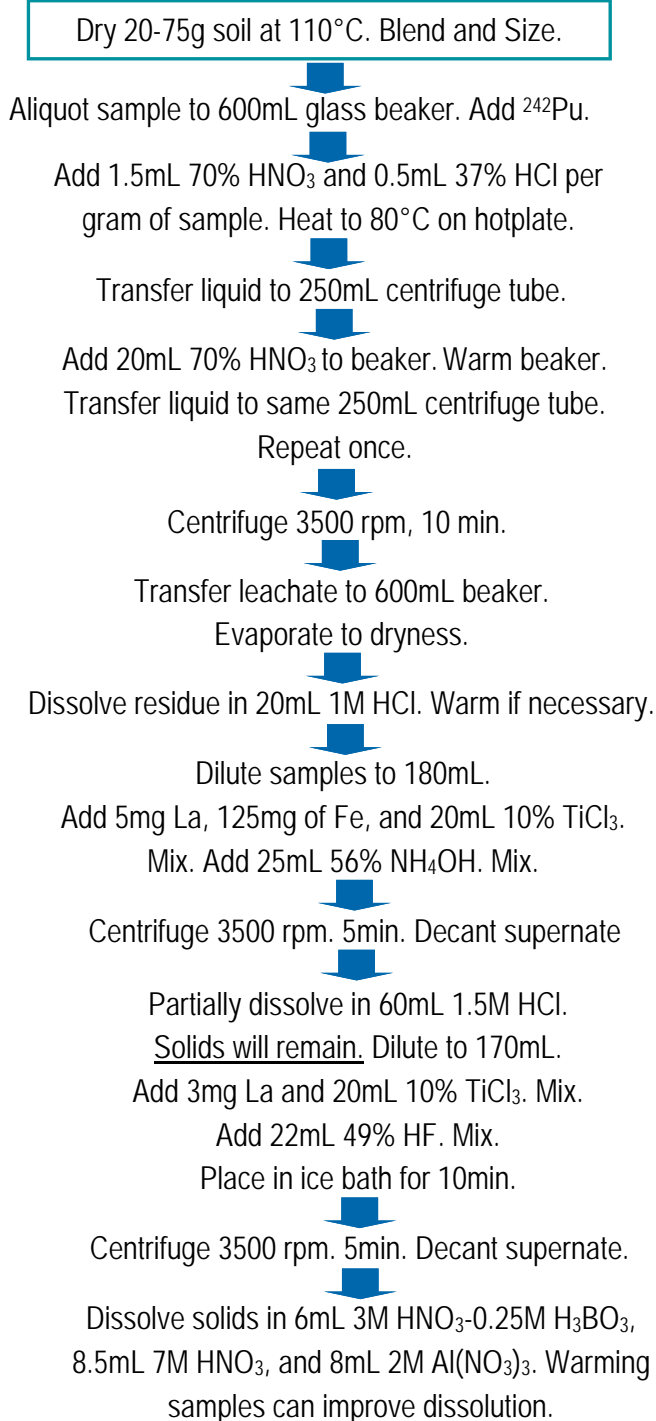 Dry 20-75g soil at 110°C. Blend and Size.
Aliquot sample to 600mL glass beaker. Add ²⁴²Pu.
Add 1.5mL 70% HNO₃ and 0.5mL 37% HCl per
gram of sample. Heat to 80°C on hotplate.
Transfer liquid to 250mL centrifuge tube.
Add 20mL 70% HNO₃ to beaker. Warm beaker.
Transfer liquid to same 250mL centrifuge tube.
Repeat once.
Centrifuge 3500 rpm, 10 min.
Transfer leachate to 600mL beaker.
Evaporate to dryness.
Dissolve residue in 20mL 1M HCl. Warm if necessary.
Dilute samples to 180mL.
Add 5mg La, 125mg of Fe, and 20mL 10% TiCl₃.
Mix. Add 25mL 56% NH₄OH. Mix.
Centrifuge 3500 rpm. 5min. Decant supernate
Partially dissolve in 60mL 1.5M HCl.
Solids will remain. Dilute to 170mL.
Add 3mg La and 20mL 10% TiCl₃. Mix.
Add 22mL 49% HF. Mix.
Place in ice bath for 10min.
Centrifuge 3500 rpm. 5min. Decant supernate.
Dissolve solids in 6mL 3M HNO₃-0.25M H₃BO₃,
8.5mL 7M HNO₃, and 8mL 2M Al(NO₃)₃. Warming
samples can improve dissolution.